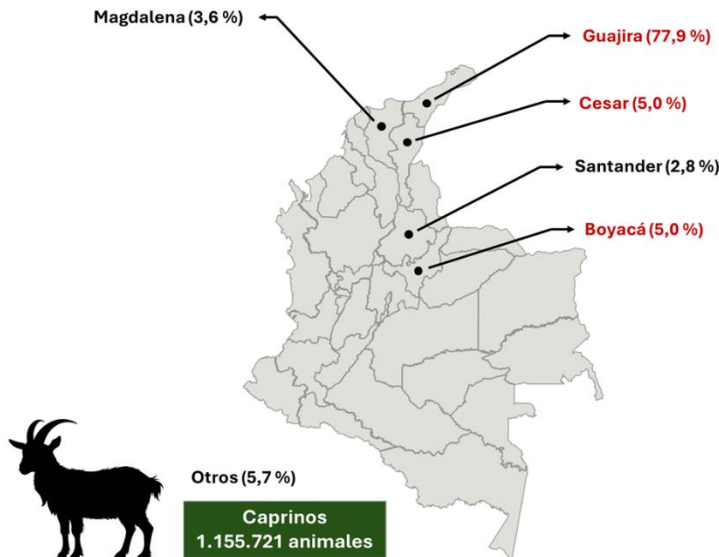 Magdalena (3,6 %)
Guajira (77,9 %)
Cesar (5,0 %)
Santander (2,8 %)
Boyacá (5,0 %)
Otros (5,7 %)
Caprinos
1.155.721 animales